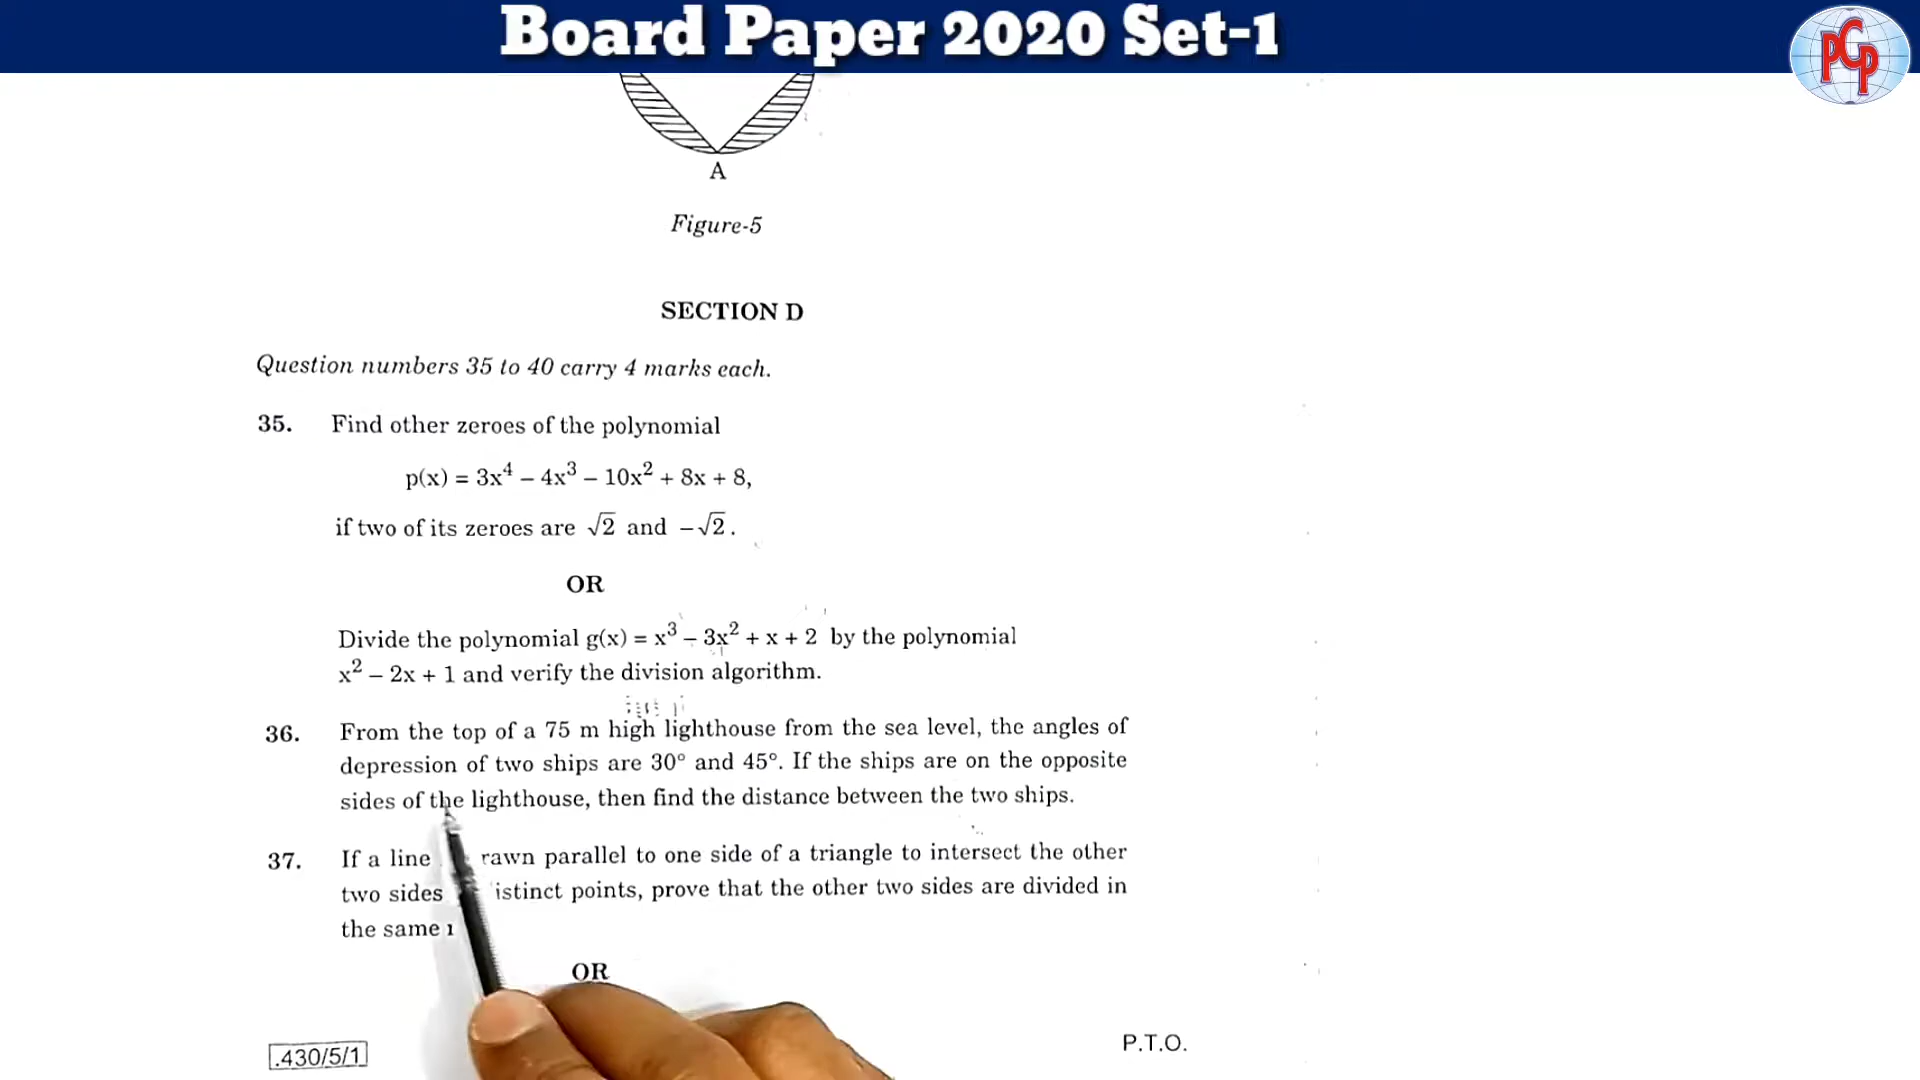 Board Paper 2020 Set-1
PGP
A
Figure-5
SECTION D
Question numbers 35 to 40 carry 4 marks each.
35. Find other zeroes of the polynomial
p(x) = 3x⁴ – 4x³ – 10x² + 8x + 8,
if two of its zeroes are √2 and –√2.
OR
Divide the polynomial g(x) = x³ – 3x² + x + 2 by the polynomial
x² – 2x + 1 and verify the division algorithm.
36. From the top of a 75 m high lighthouse from the sea level, the angles of
depression of two ships are 30° and 45°. If the ships are on the opposite
sides of the lighthouse, then find the distance between the two ships.
37. If a line rawn parallel to one side of a triangle to intersect the other
two sides istinct points, prove that the other two sides are divided in
the same
OR
.430/5/1
P.T.O.